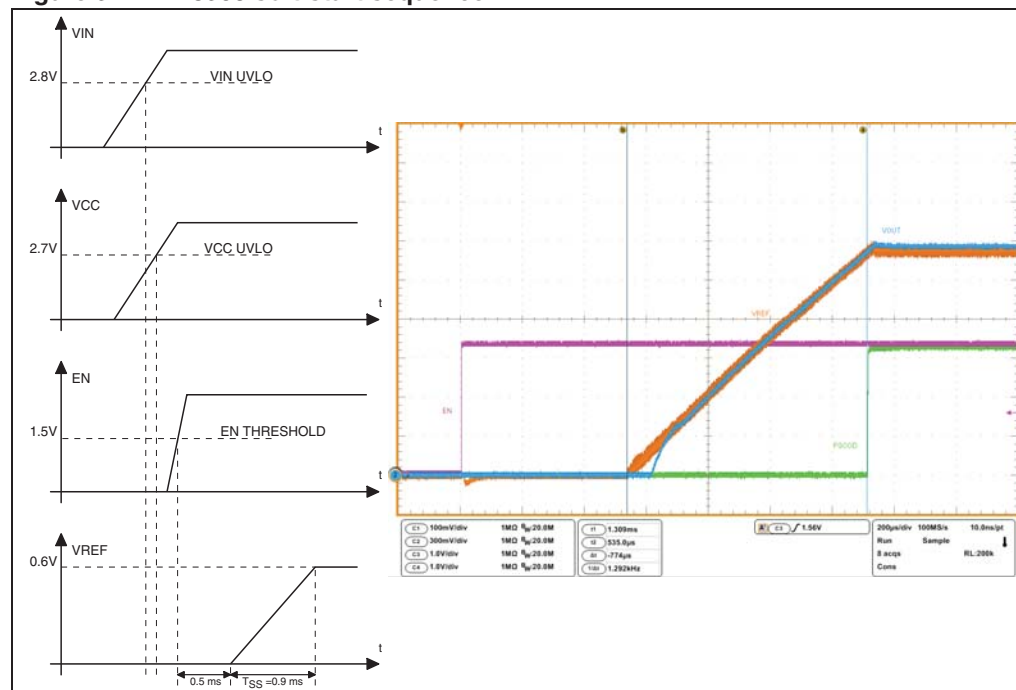 VIN
2.8V
VIN UVLO
t
VCC
2.7V
VCC UVLO
t
EN
1.5V
EN THRESHOLD
t
VREF
0.6V
t
0.5 ms
TSS =0.9 ms
VOUT
VREF
EN
C1 100mV/div 1MΩ BW:20.0M
C2 300mV/div 1MΩ BW:20.0M
C3 1.0V/div 1MΩ BW:20.0M
C4 1.0V/div 1MΩ BW:20.0M
t1 1.309ms
t2 535.0µs
Δt -774µs
1/Δt 1.292kHz
A' C3 1.56V
200µs/div 100MS/s 10.0ns/pt
Run Sample
8 acqs RL:200k
Cons